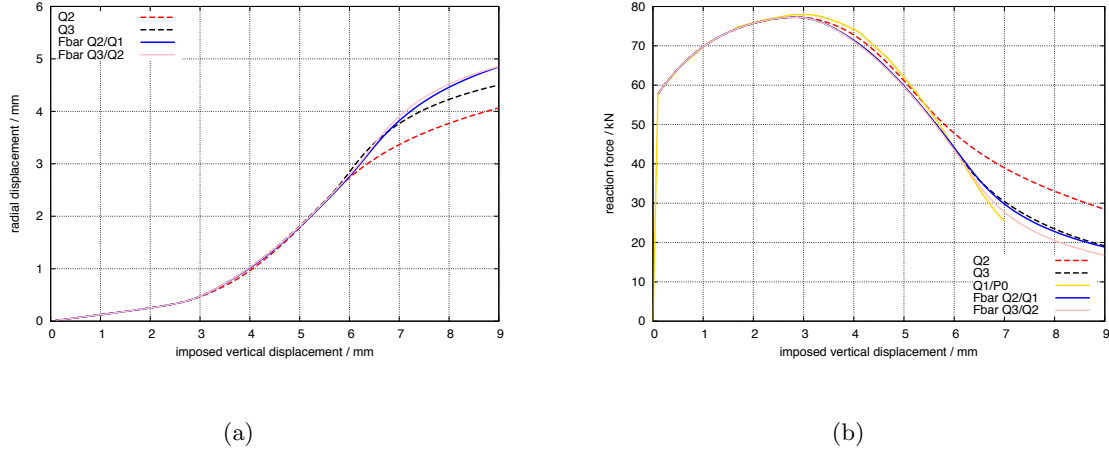 Q2
Q3
Fbar Q2/Q1
Fbar Q3/Q2
6
5
4
3
2
1
0
radial displacement / mm
0 1 2 3 4 5 6 7 8 9
imposed vertical displacement / mm
(a)
80
70
60
50
40
30
20
10
0
reaction force / kN
Q2
Q3
Q1/P0
Fbar Q2/Q1
Fbar Q3/Q2
0 1 2 3 4 5 6 7 8 9
imposed vertical displacement / mm
(b)